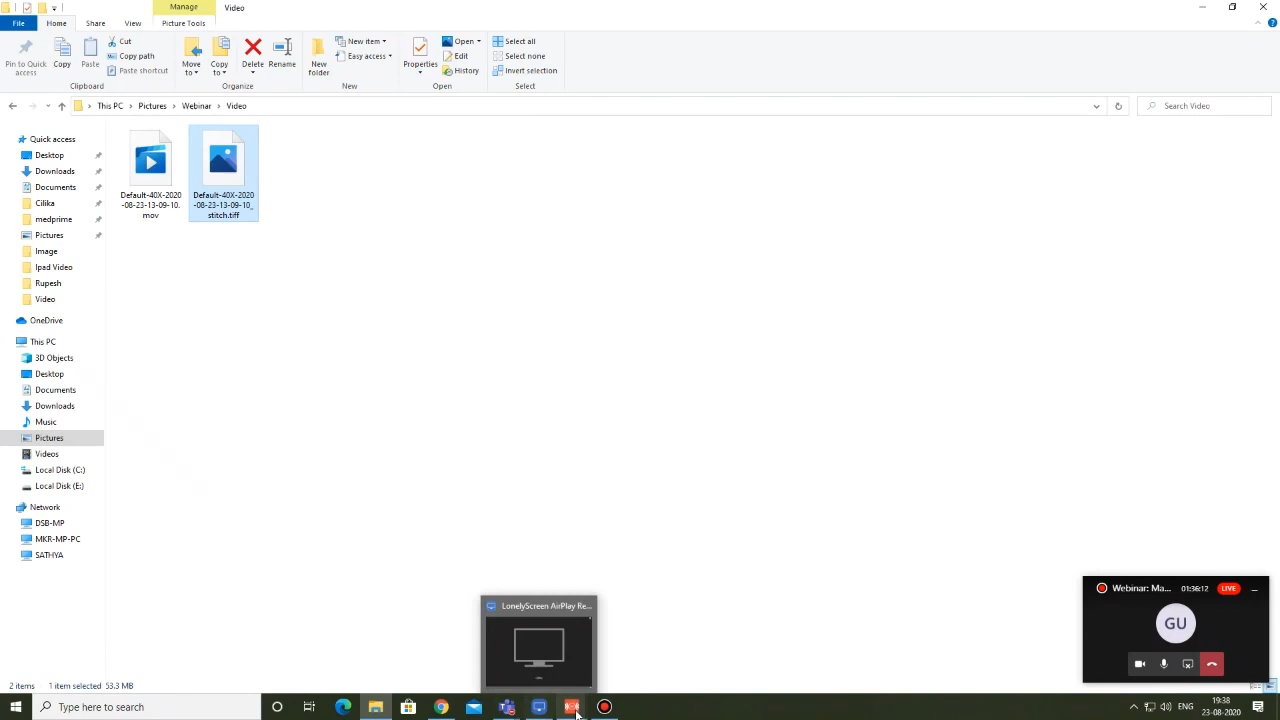 Manage
Video
File
Home
Share
View
Picture Tools
Pin to Quick access
Copy
Paste
Cut
Copy path
Paste shortcut
Clipboard
Move to
Copy to
Delete
Rename
Organize
New folder
New item
Easy access
New
Properties
Open
Edit
History
Open
Select all
Select none
Invert selection
Select
This PC > Pictures > Webinar > Video
Search Video
Quick access
Desktop
Downloads
Documents
Cilika
medprime
Pictures
Image
Ipad Video
Rupesh
Video
OneDrive
This PC
3D Objects
Desktop
Documents
Downloads
Music
Pictures
Videos
Local Disk (C:)
Local Disk (E:)
Network
DSB-MP
MKR-MP-PC
SATHYA
Default-40X-2020
-08-23-13-09-10.
mov
Default-40X-2020
-08-23-13-09-10_
stitch.tiff
LonelyScreen AirPlay Re...
Webinar: Ma...
01:36:12
LIVE
GU
2 items
1 item selected 53.3 MB
Type here to search
ENG
19:38
23-08-2020